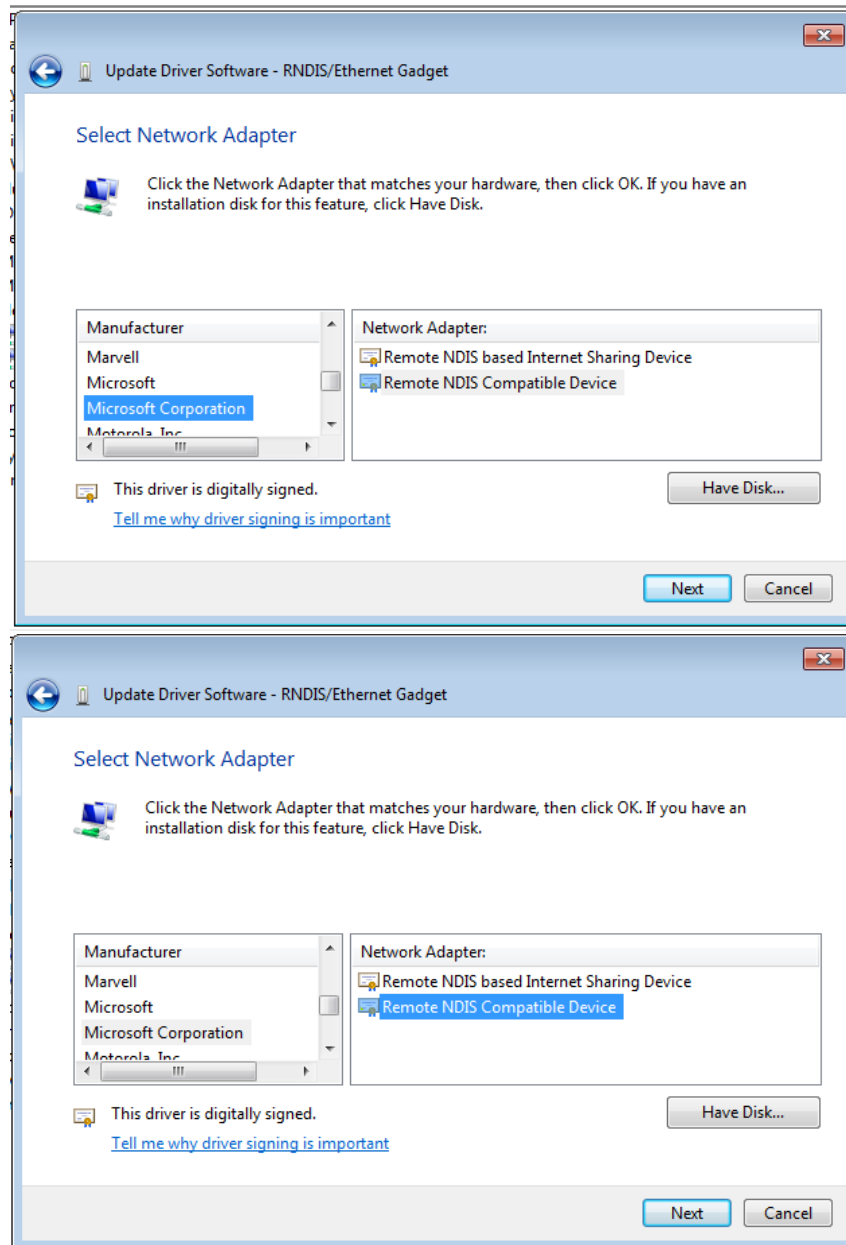 Update Driver Software - RNDIS/Ethernet Gadget
Select Network Adapter
Click the Network Adapter that matches your hardware, then click OK. If you have an
installation disk for this feature, click Have Disk.
Manufacturer
Marvell
Microsoft
Microsoft Corporation
Motorola, Inc.
Network Adapter:
Remote NDIS based Internet Sharing Device
Remote NDIS Compatible Device
This driver is digitally signed.
Tell me why driver signing is important
Have Disk...
Next
Cancel
Update Driver Software - RNDIS/Ethernet Gadget
Select Network Adapter
Click the Network Adapter that matches your hardware, then click OK. If you have an
installation disk for this feature, click Have Disk.
Manufacturer
Marvell
Microsoft
Microsoft Corporation
Motorola, Inc.
Network Adapter:
Remote NDIS based Internet Sharing Device
Remote NDIS Compatible Device
This driver is digitally signed.
Tell me why driver signing is important
Have Disk...
Next
Cancel